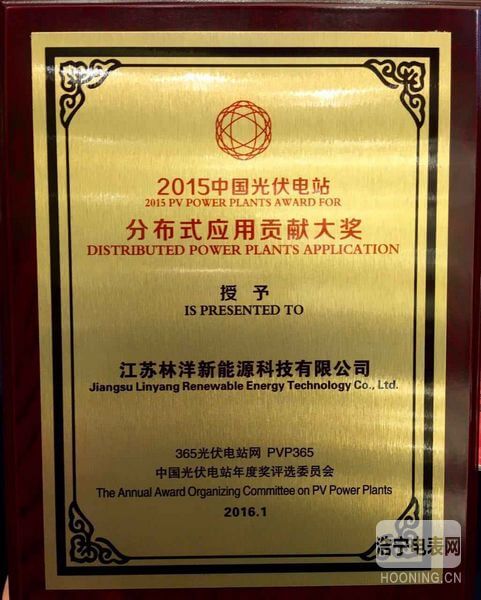 2015中国光伏电站
2015 PV POWER PLANTS AWARD FOR
分布式应用贡献大奖
DISTRIBUTED POWER PLANTS APPLICATION
授 予
IS PRESENTED TO
江苏林洋新能源科技有限公司
Jiangsu Linyang Renewable Energy Technology Co., Ltd.
365光伏电站网 PVP365
中国光伏电站年度奖评选委员会
The Annual Award Organizing Committee on PV Power Plants
2016.1
浩宁电表网
HOONING.CN